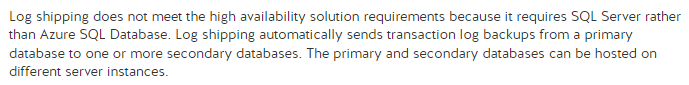 Log shipping does not meet the high availability solution requirements because it requires SQL Server rather
than Azure SQL Database. Log shipping automatically sends transaction log backups from a primary
database to one or more secondary databases. The primary and secondary databases can be hosted on
different server instances.